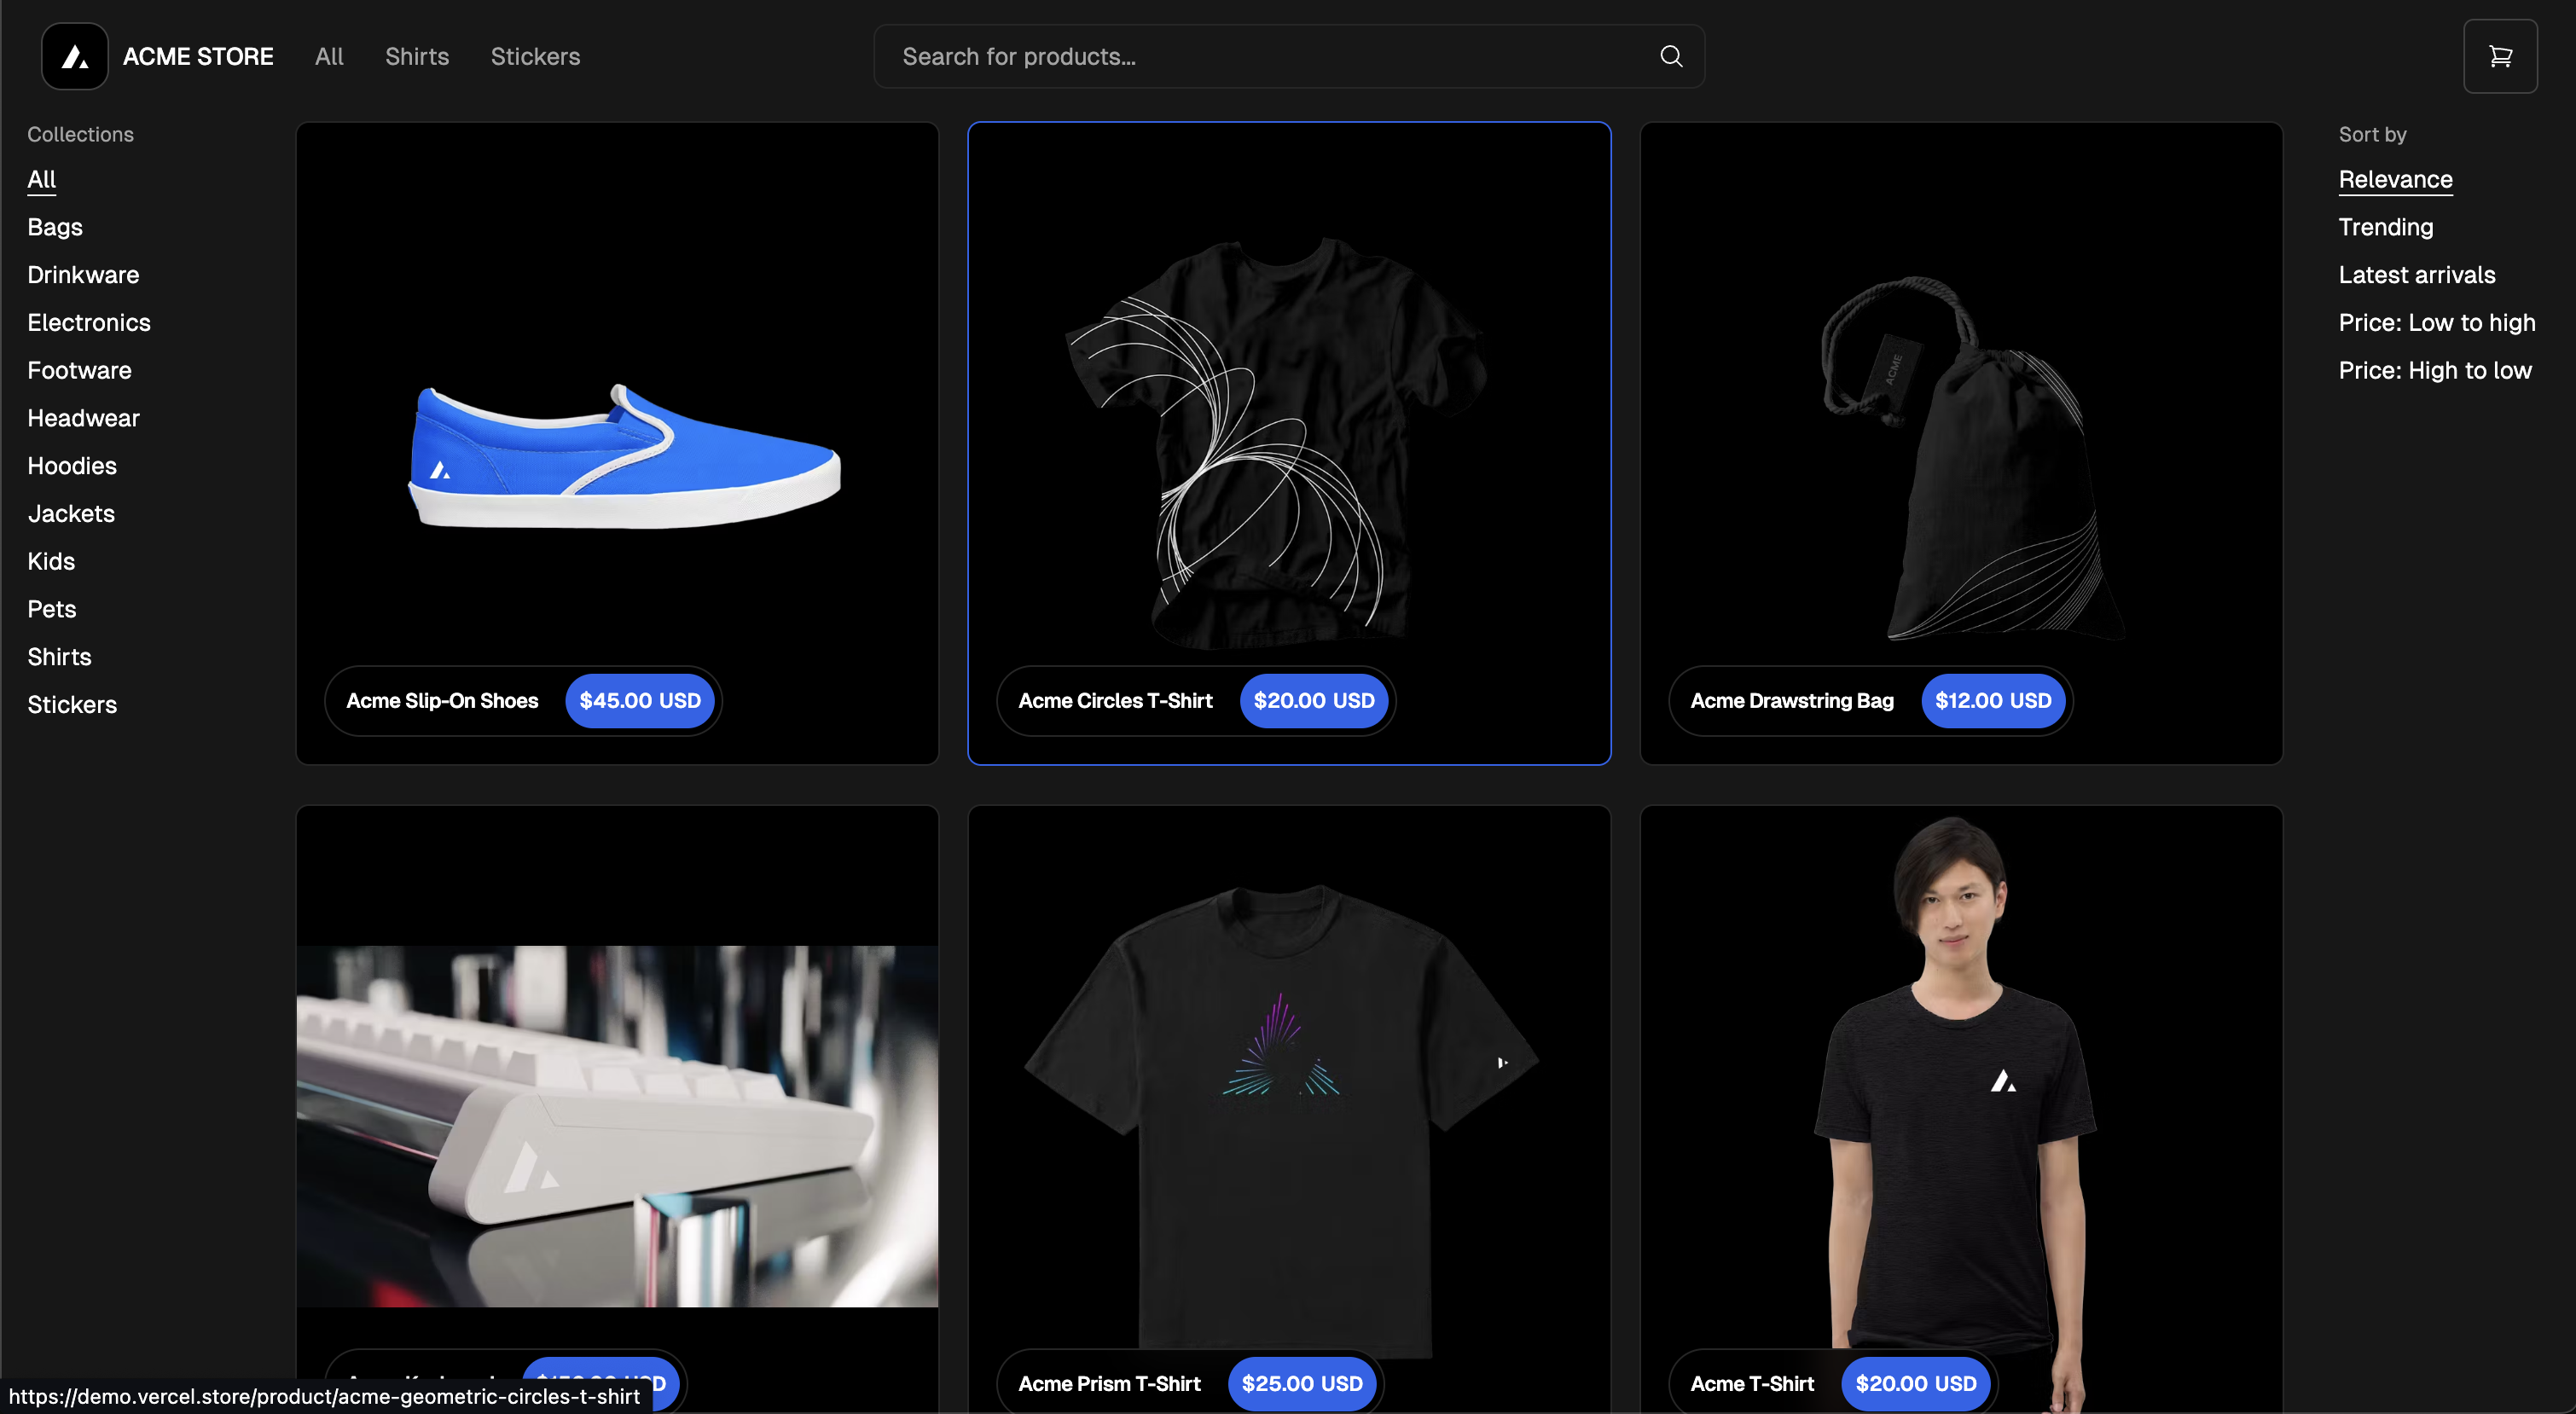 ACME STORE
All
Shirts
Stickers
Search for products...
Collections
All
Bags
Drinkware
Electronics
Footware
Headwear
Hoodies
Jackets
Kids
Pets
Shirts
Stickers
ACME
Acme Slip-On Shoes $45.00 USD
Acme Circles T-Shirt $20.00 USD
Acme Drawstring Bag $12.00 USD
Acme Prism T-Shirt $25.00 USD
Acme T-Shirt $20.00 USD
Sort by
Relevance
Trending
Latest arrivals
Price: Low to high
Price: High to low
https://demo.vercel.store/product/acme-geometric-circles-t-shirt